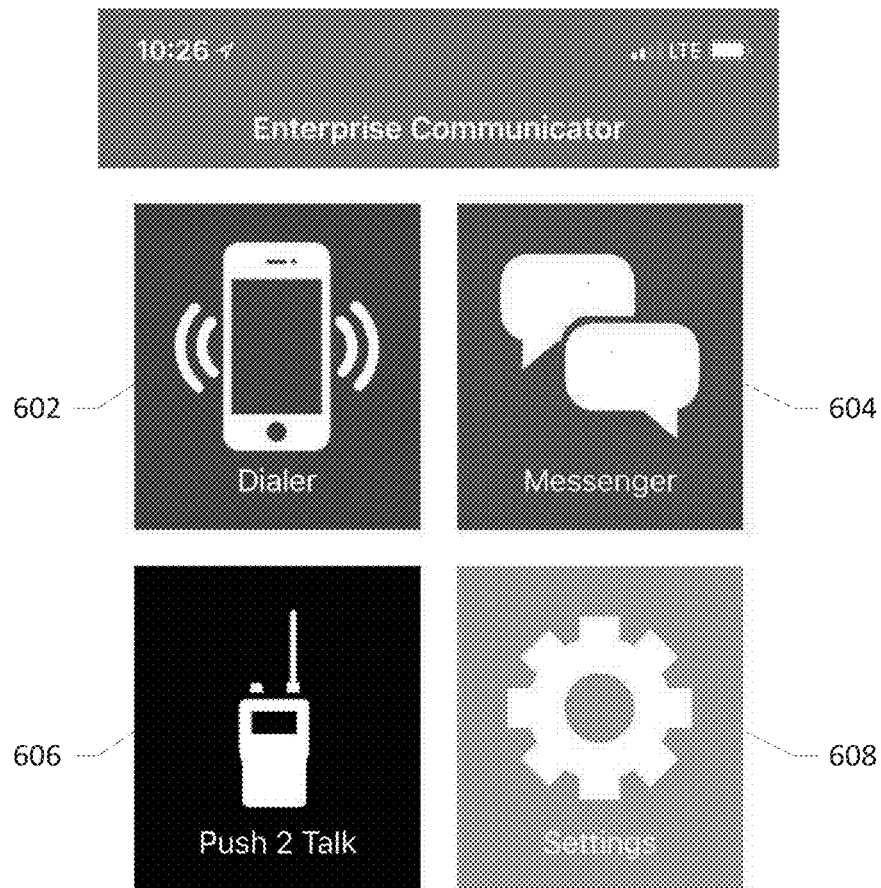 10:26 LTE
Enterprise Communicator
602 604
Dialer Messenger
606 608
Push 2 Talk Settings